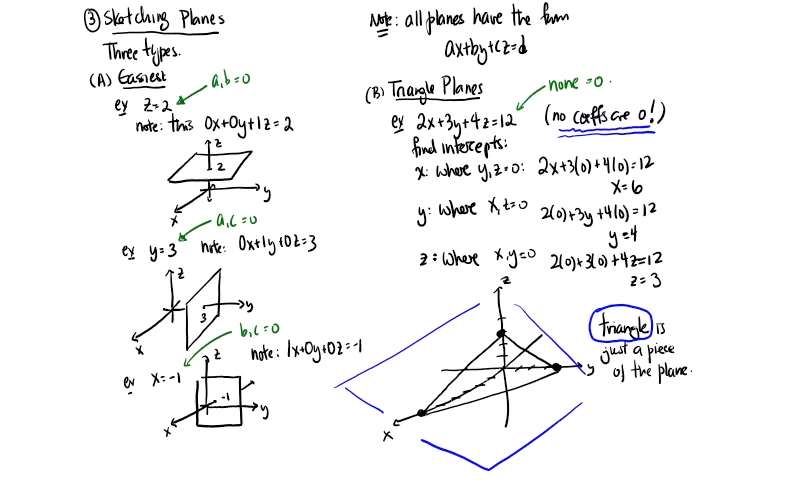 ③ Sketching Planes
Three types.
(A) Easiest
a,b=0
ex z=2
note: this 0x+0y+1z=2
z
2
y
x
a,c=0
ex y=3 note: 0x+1y+0z=3
z
3
y
x
b,c=0
note: 1x+0y+0z=-1
ex x=-1
z
-1
y
x
Note: all planes have the form
ax+by+cz=d
(B) Triangle Planes
none=0.
ex 2x+3y+4z=12 (no coeffs are 0!)
find intercepts:
x: where y,z=0: 2x+3(0)+4(0)=12
x=6
y: where x,z=0 2(0)+3y+4(0)=12
y=4
z: where x,y=0 2(0)+3(0)+4z=12
z=3
z
y
x
triangle is
just a piece
of the plane.